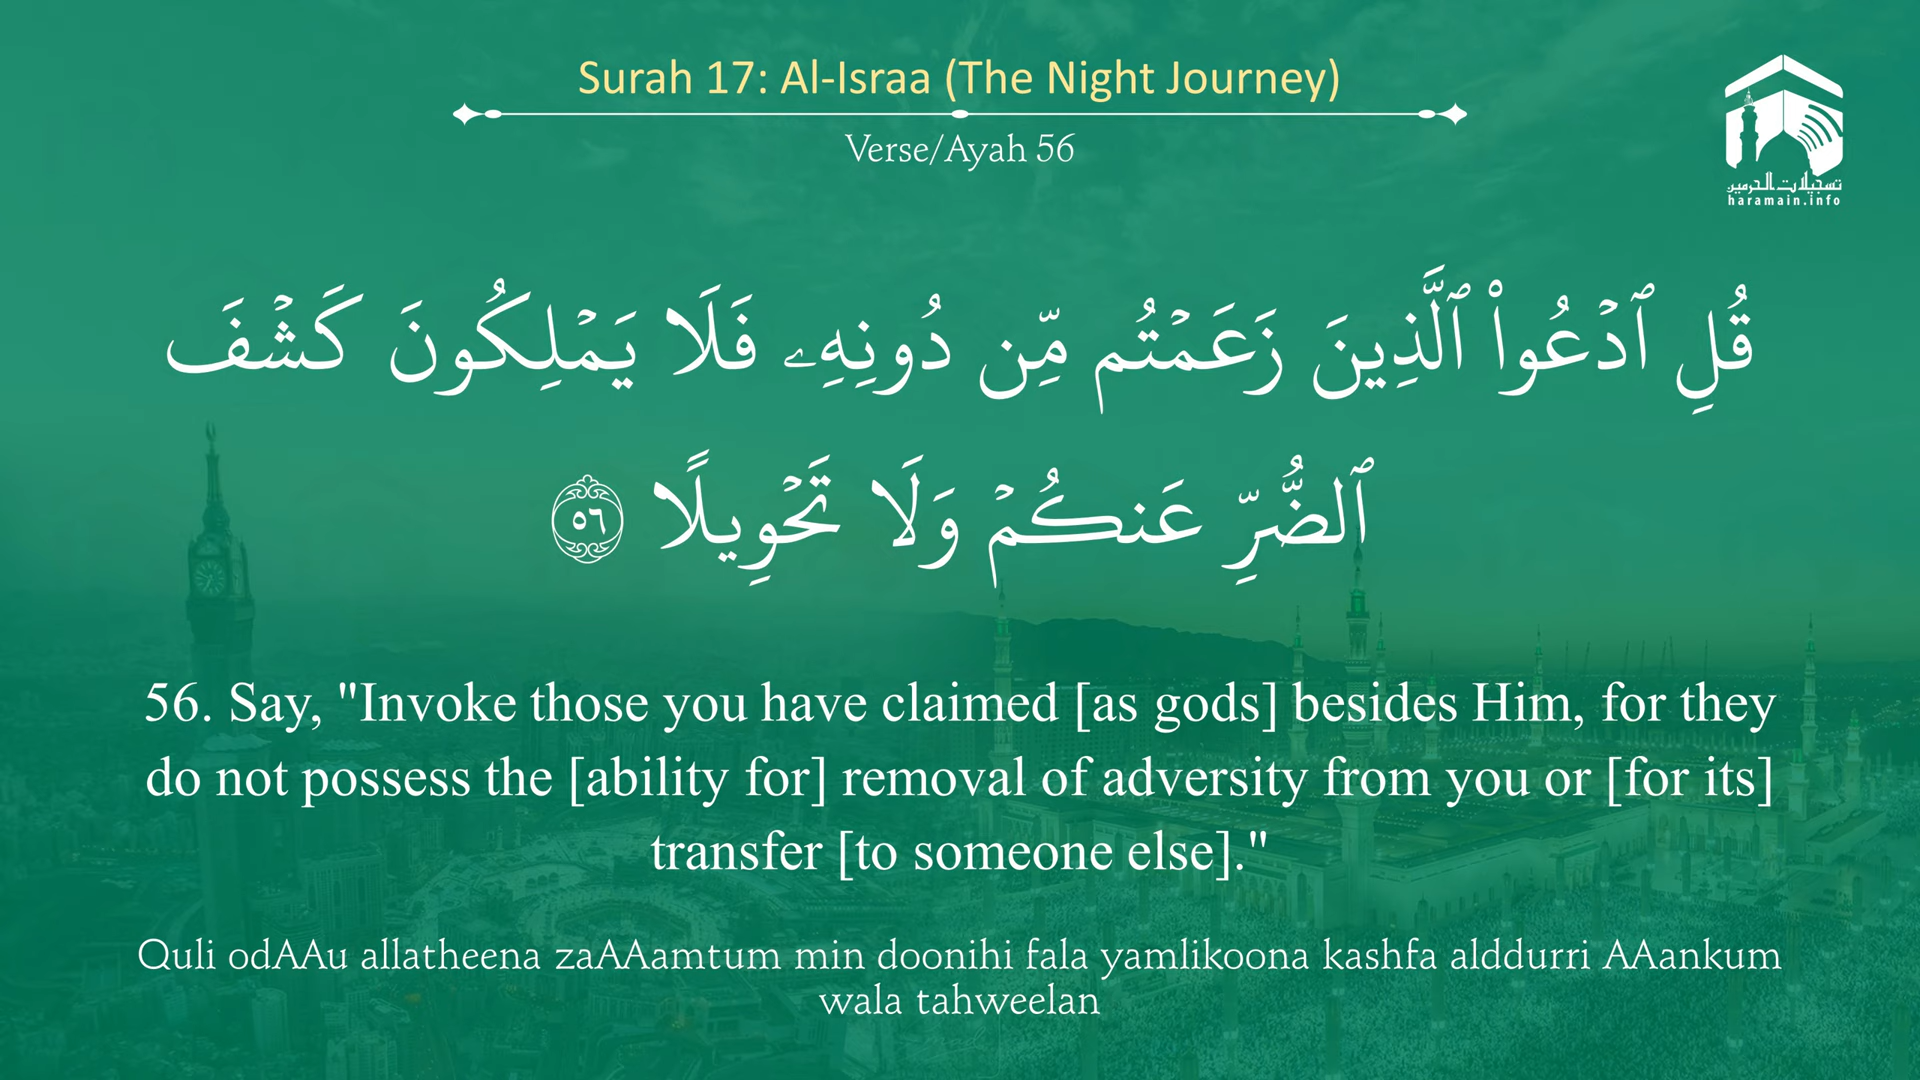 Surah 17: Al-Israa (The Night Journey)
Verse/Ayah 56
تسجيلات الحرمين
haramain.info
قُلِ ٱدْعُوا۟ ٱلَّذِينَ زَعَمْتُم مِّن دُونِهِۦ فَلَا يَمْلِكُونَ كَشْفَ
ٱلضُّرِّ عَنكُمْ وَلَا تَحْوِيلًا ٥٦
56. Say, "Invoke those you have claimed [as gods] besides Him, for they
do not possess the [ability for] removal of adversity from you or [for its]
transfer [to someone else]."
Quli odAAu allatheena zaAAamtum min doonihi fala yamlikoona kashfa alddurri AAankum
wala tahweelan